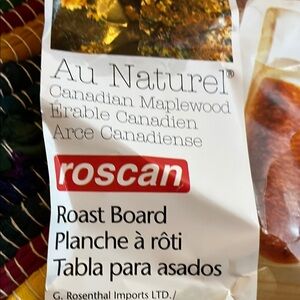 Au Naturel®
Canadian Maplewood
Érable Canadien
Arce Canadiense
roscan
Roast Board
Planche à rôti
Tabla para asados
G. Rosenthal Imports LTD./